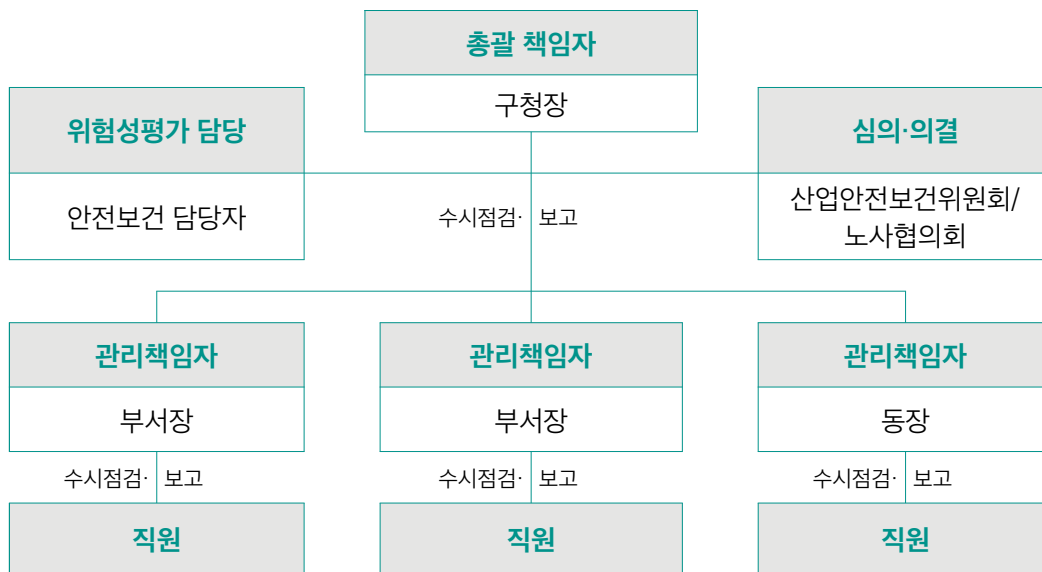 총괄 책임자
구청장
위험성평가 담당
안전보건 담당자
심의·의결
산업안전보건위원회/
노사협의회
수시점검· 보고
관리책임자
부서장
수시점검· 보고
직원
관리책임자
부서장
수시점검· 보고
직원
관리책임자
동장
수시점검· 보고
직원